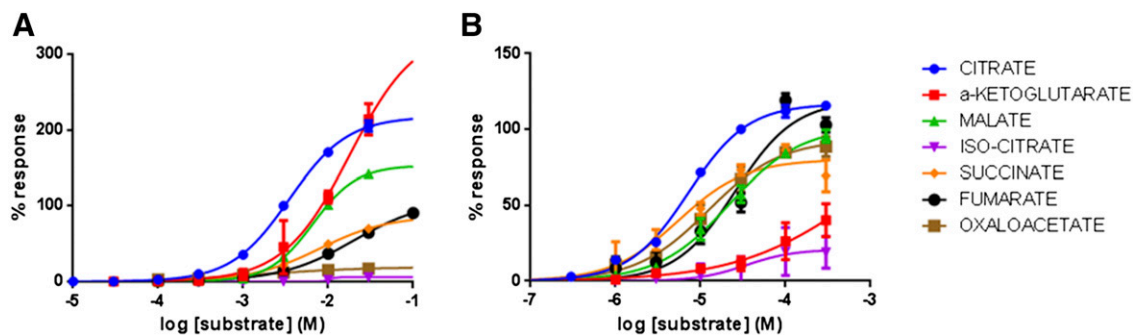 A
300
200
100
0
% response
-5
-4
-3
-2
-1
log [substrate] (M)
B
150
100
50
0
% response
-7
-6
-5
-4
-3
log [substrate] (M)
CITRATE
a-KETOGLUTARATE
MALATE
ISO-CITRATE
SUCCINATE
FUMARATE
OXALOACETATE